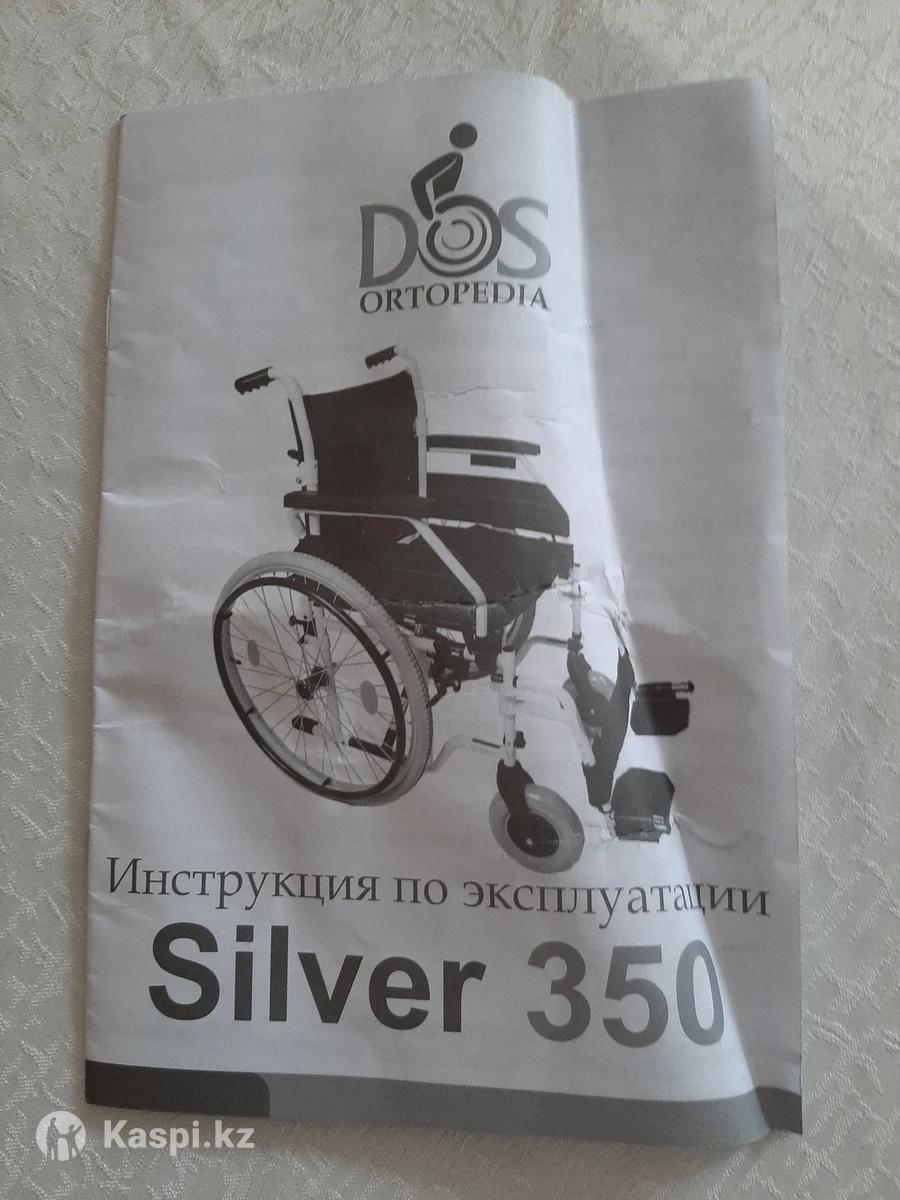 DOS
ORTOPEDIA
Инструкция по эксплуатации
Silver 350
Kaspi.kz